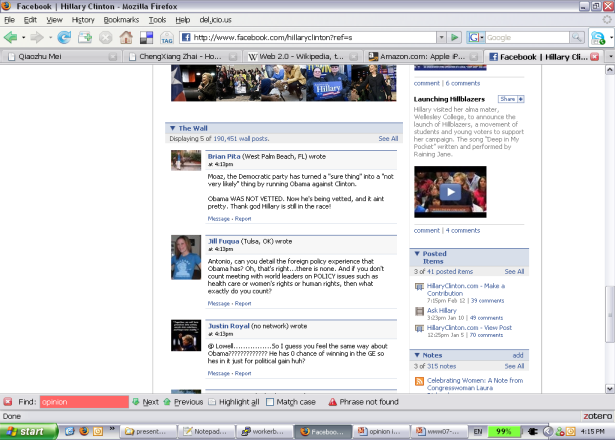 Facebook | Hillary Clinton - Mozilla Firefox
File Edit View History Bookmarks Tools Help del.icio.us
http://www.facebook.com/hillaryclinton?ref=s
Google
Qiaozhu Mei
ChengXiang Zhai - Ho...
Web 2.0 - Wikipedia, t...
Amazon.com: Apple iP...
Facebook | Hillary Cli...
Hillary
The Wall
Displaying 5 of 190,451 wall posts.
See All
Brian Pita (West Palm Beach, FL) wrote
at 4:13pm
Moaz, the Democratic party has turned a "sure thing" into a "not
very likely" thing by running Obama against Clinton.
Obama WAS NOT VETTED. Now he's being vetted, and it aint
pretty. Thank god Hillary is still in the race!
Message - Report
Jill Fuqua (Tulsa, OK) wrote
at 4:13pm
Antonio, can you detail the foreign policy experience that
Obama has? Oh, that's right...there is none. And if you don't
count meeting with world leaders on POLICY issues such as
health care or women's rights or human rights, then what
exactly do you count?
Message - Report
Justin Royal (no network) wrote
at 4:13pm
@ Lowell................So I guess you feel the same way about
Obama???????????? He has 0 chance of winning in the GE so
hes in it just for political gain huh?
comment | 6 comments
Launching Hillblazers
Share +
Hillary visited her alma mater,
Wellesley College, to announce the
launch of Hillblazers, a movement of
students and young voters to support
her campaign. The song "Deep in My
Pocket" written and performed by
Raining Jane.
comment | 4 comments
Posted
Items
3 of 41 posted items
See All
HillaryClinton.com - Make a
Contribution
7:15pm Feb 12 | 39 comments
Ask Hillary
3:23pm Jan 10 | 49 comments
HillaryClinton.com - View Post
12:25pm Jan 5 | 70 comments
Notes
add
3 of 315 notes
See All
Celebrating Women: A Note from
Congresswoman Laura
Find: opinion
Next
Previous
Highlight all
Match case
Phrase not found
Done
zotero
start
present...
Notepad...
workerb...
Faceboo...
opinion i...
www07-...
EN
99%
4:15 PM